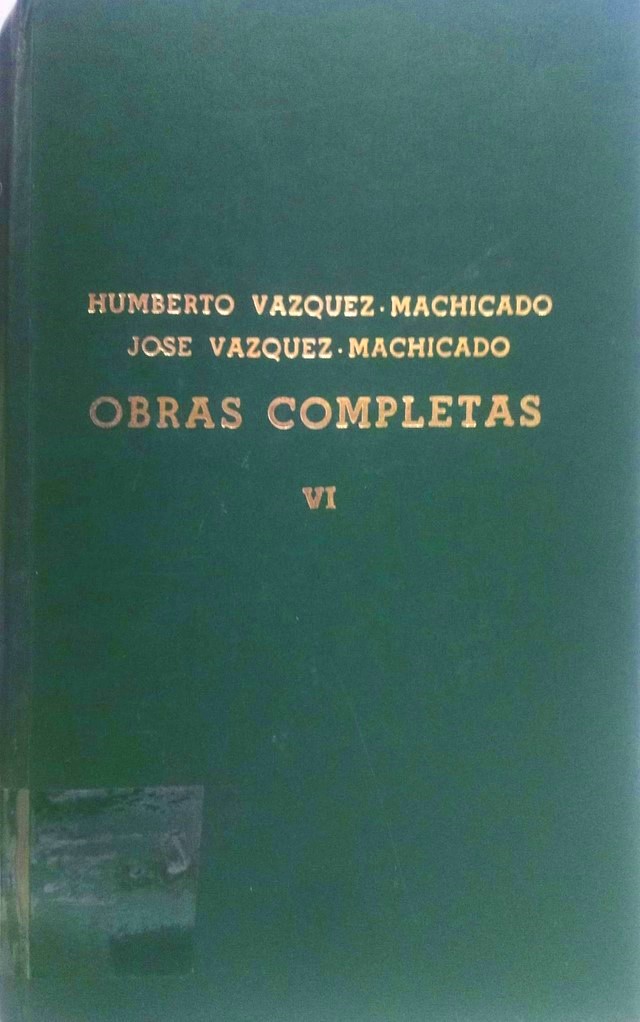 HUMBERTO VAZQUEZ·MACHICADO
JOSE VAZQUEZ·MACHICADO
OBRAS COMPLETAS
VI